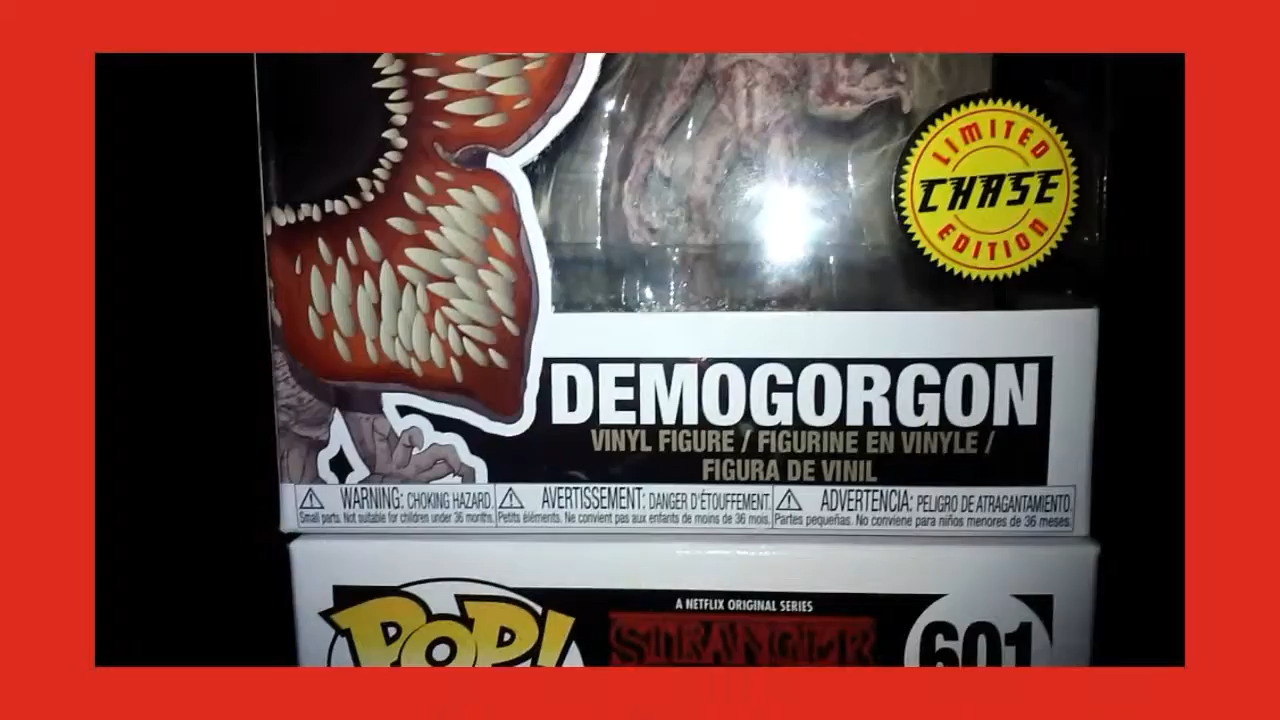 LIMITED
CHASE
EDITION
DEMOGORGON
VINYL FIGURE / FIGURINE EN VINYLE /
FIGURA DE VINIL
WARNING: CHOKING HAZARD.
Small parts. Not suitable for children under 36 months.
AVERTISSEMENT: DANGER D'ÉTOUFFEMENT.
Petits éléments. Ne convient pas aux enfants de moins de 36 mois.
ADVERTENCIA: PELIGRO DE ATRAGANTAMIENTO.
Partes pequeñas. No conviene para niños menores de 36 meses.
POP!
A NETFLIX ORIGINAL SERIES
STRANGER
601